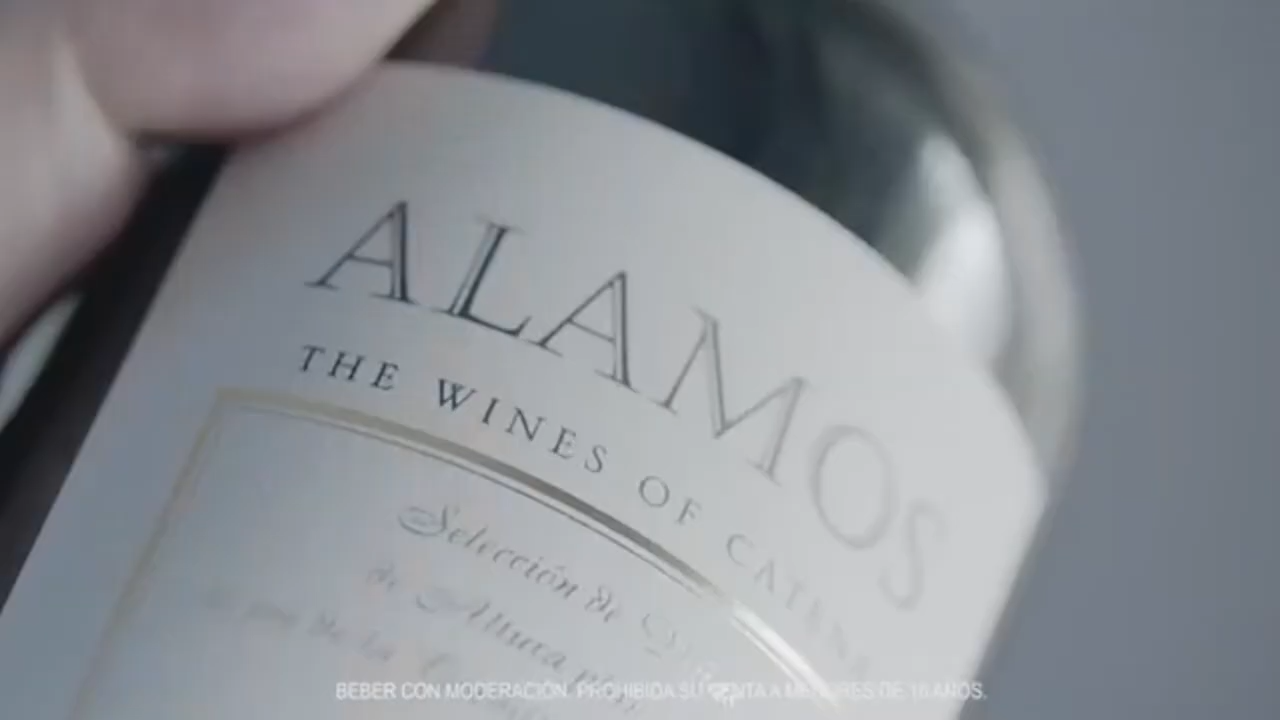 ALAMOS
THE WINES OF CATENA
Selección de
de Altura
BEBER CON MODERACIÓN. PROHIBIDA SU VENTA A MENORES DE 18 AÑOS.